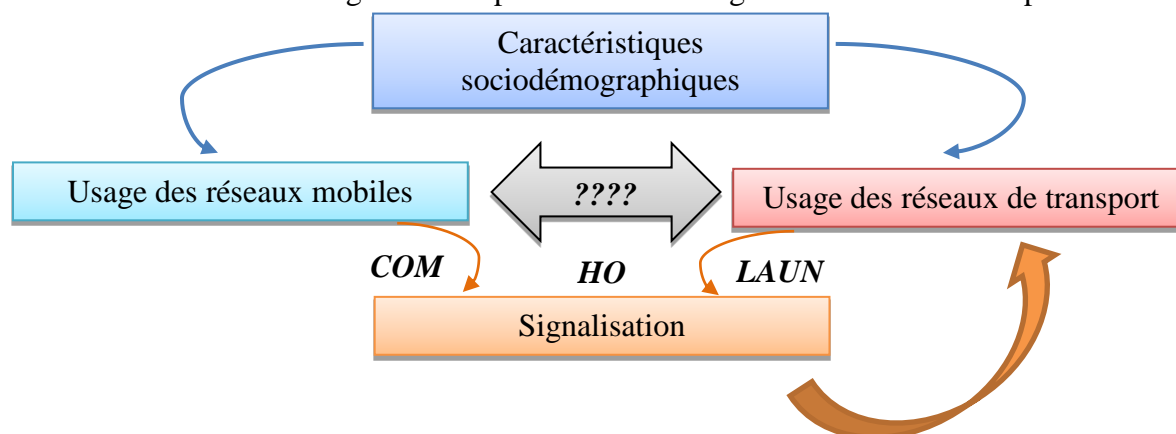 Caractéristiques
sociodémographiques
Usage des réseaux mobiles
????
Usage des réseaux de transport
COM
HO
LAUN
Signalisation